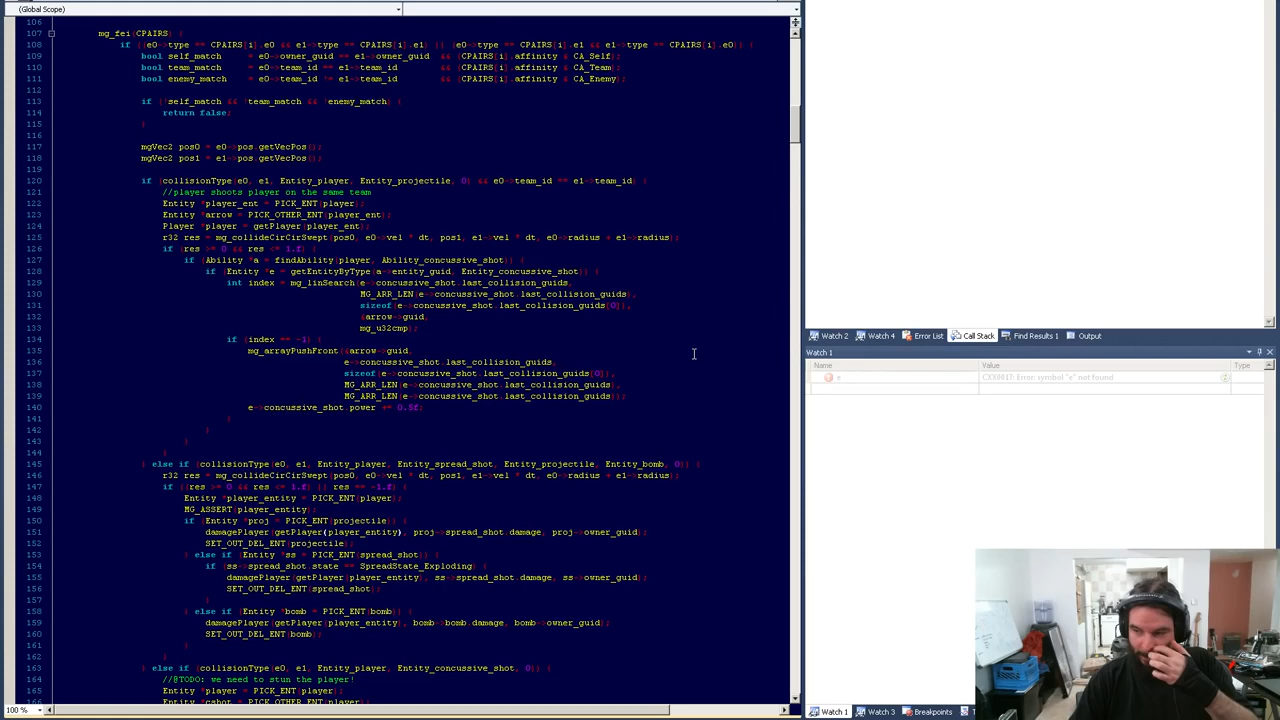 (Global Scope)
106
107 mg_fei(CPAIRS) {
108 if ((e0->type == CPAIRS[i].e0 && e1->type == CPAIRS[i].e1) || (e0->type == CPAIRS[i].e1 && e1->type == CPAIRS[i].e0)) {
109 bool self_match = e0->owner_guid == e1->owner_guid && (CPAIRS[i].affinity & CA_Self);
110 bool team_match = e0->team_id == e1->team_id && (CPAIRS[i].affinity & CA_Team);
111 bool enemy_match = e0->team_id != e1->team_id && (CPAIRS[i].affinity & CA_Enemy);
112
113 if (!self_match && !team_match && !enemy_match) {
114 return false;
115 }
116
117 mgVec2 pos0 = e0->pos.getVecPos();
118 mgVec2 pos1 = e1->pos.getVecPos();
119
120 if (collisionType(e0, e1, Entity_player, Entity_projectile, 0) && e0->team_id == e1->team_id) {
121 //player shoots player on the same team
122 Entity *player_ent = PICK_ENT(player);
123 Entity *arrow = PICK_OTHER_ENT(player_ent);
124 Player *player = getPlayer(player_ent);
125 r32 res = mg_collideCirCirSwept(pos0, e0->vel * dt, pos1, e1->vel * dt, e0->radius + e1->radius);
126 if (res >= 0 && res <= 1.f) {
127 if (Ability *a = findAbility(player, Ability_concussive_shot)) {
128 if (Entity *e = getEntityByType(a->entity_guid, Entity_concussive_shot)) {
129 int index = mg_linSearch(e->concussive_shot.last_collision_guids,
130 MG_ARR_LEN(e->concussive_shot.last_collision_guids),
131 sizeof(e->concussive_shot.last_collision_guids[0]),
132 &arrow->guid,
133 mg_u32cmp);
134 if (index == -1) {
135 mg_arrayPushFront(&arrow->guid,
136 e->concussive_shot.last_collision_guids,
137 sizeof(e->concussive_shot.last_collision_guids[0]),
138 MG_ARR_LEN(e->concussive_shot.last_collision_guids),
139 MG_ARR_LEN(e->concussive_shot.last_collision_guids));
140 e->concussive_shot.power += 0.5f;
141 }
142 }
143 }
144 }
145 } else if (collisionType(e0, e1, Entity_player, Entity_spread_shot, Entity_projectile, Entity_bomb, 0)) {
146 r32 res = mg_collideCirCirSwept(pos0, e0->vel * dt, pos1, e1->vel * dt, e0->radius + e1->radius);
147 if ((res >= 0 && res <= 1.f) || res == -1.f) {
148 Entity *player_entity = PICK_ENT(player);
149 MG_ASSERT(player_entity);
150 if (Entity *proj = PICK_ENT(projectile)) {
151 damagePlayer(getPlayer(player_entity), proj->spread_shot.damage, proj->owner_guid);
152 SET_OUT_DEL_ENT(projectile);
153 } else if (Entity *ss = PICK_ENT(spread_shot)) {
154 if (ss->spread_shot.state == SpreadState_Exploding) {
155 damagePlayer(getPlayer(player_entity), ss->spread_shot.damage, ss->owner_guid);
156 SET_OUT_DEL_ENT(spread_shot);
157 }
158 } else if (Entity *bomb = PICK_ENT(bomb)) {
159 damagePlayer(getPlayer(player_entity), bomb->bomb.damage, bomb->owner_guid);
160 SET_OUT_DEL_ENT(bomb);
161 }
162 }
163 } else if (collisionType(e0, e1, Entity_player, Entity_concussive_shot, 0)) {
164 //@TODO: we need to stun the player!
165 Entity *player = PICK_ENT(player);
166 Entity *cshot = PICK_OTHER_ENT(player);
100 %
Watch 2 Watch 4 Error List Call Stack Find Results 1 Output
Watch 1
Name Value Type
e CXX0017: Error: symbol "e" not found
Watch 1 Watch 3 Breakpoints